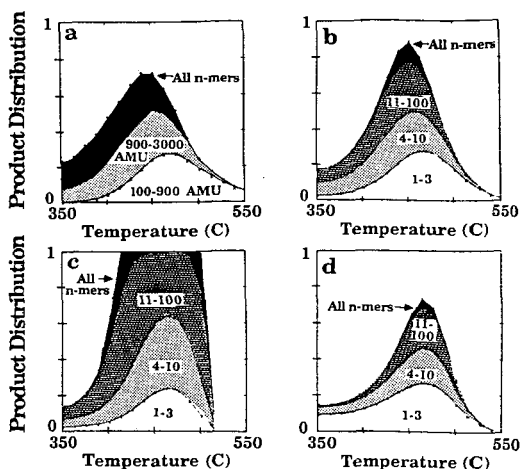 a
Product Distribution
1
0
All n-mers
900-3000
AMU
100-900 AMU
350
550
Temperature (C)
b
1
0
All n-mers
11-100
4-10
1-3
350
550
Temperature (C)
c
Product Distribution
1
0
All
n-mers
11-100
4-10
1-3
350
550
Temperature (C)
d
1
0
All n-mers
11-
100
4-10
1-3
350
550
Temperature (C)